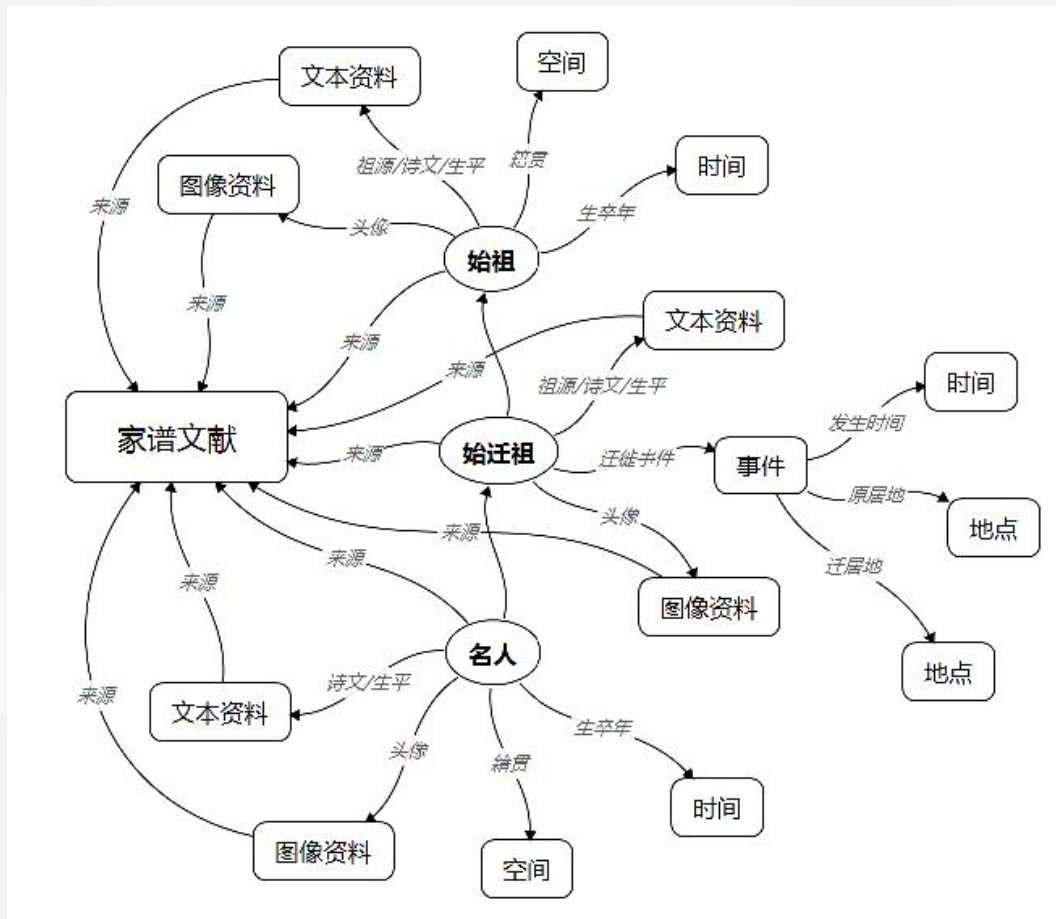 空间
文本资料
祖源/诗文/生平
籍贯
时间
图像资料
来源
生卒年
头像
始祖
来源
文本资料
来源
来源
祖源/诗文/生平
时间
家谱文献
发生时间
来源
始迁祖
迁徙事件
事件
原居地
头像
地点
来源
来源
迁居地
来源
图像资料
名人
地点
诗文/生平
来源
文本资料
生卒年
头像
籍贯
时间
图像资料
空间